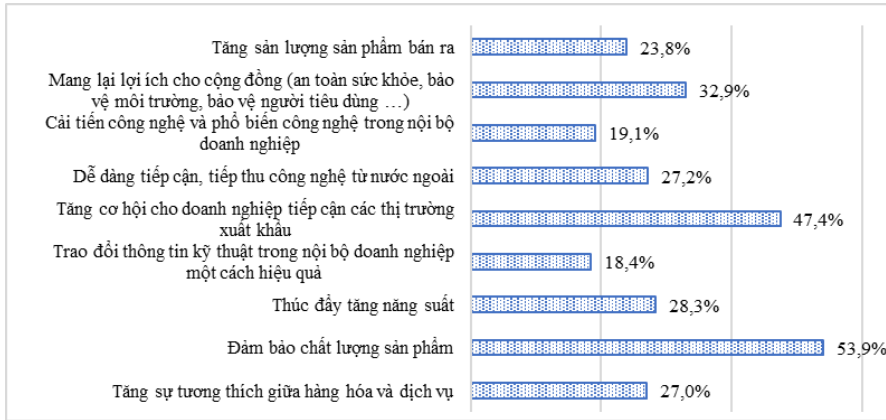 Tăng sản lượng sản phẩm bán ra
23,8%
Mang lại lợi ích cho cộng đồng (an toàn sức khỏe, bảo
vệ môi trường, bảo vệ người tiêu dùng …)
32,9%
Cải tiến công nghệ và phổ biến công nghệ trong nội bộ
doanh nghiệp
19,1%
Dễ dàng tiếp cận, tiếp thu công nghệ từ nước ngoài
27,2%
Tăng cơ hội cho doanh nghiệp tiếp cận các thị trường
xuất khẩu
47,4%
Trao đổi thông tin kỹ thuật trong nội bộ doanh nghiệp
một cách hiệu quả
18,4%
Thúc đẩy tăng năng suất
28,3%
Đảm bảo chất lượng sản phẩm
53,9%
Tăng sự tương thích giữa hàng hóa và dịch vụ
27,0%